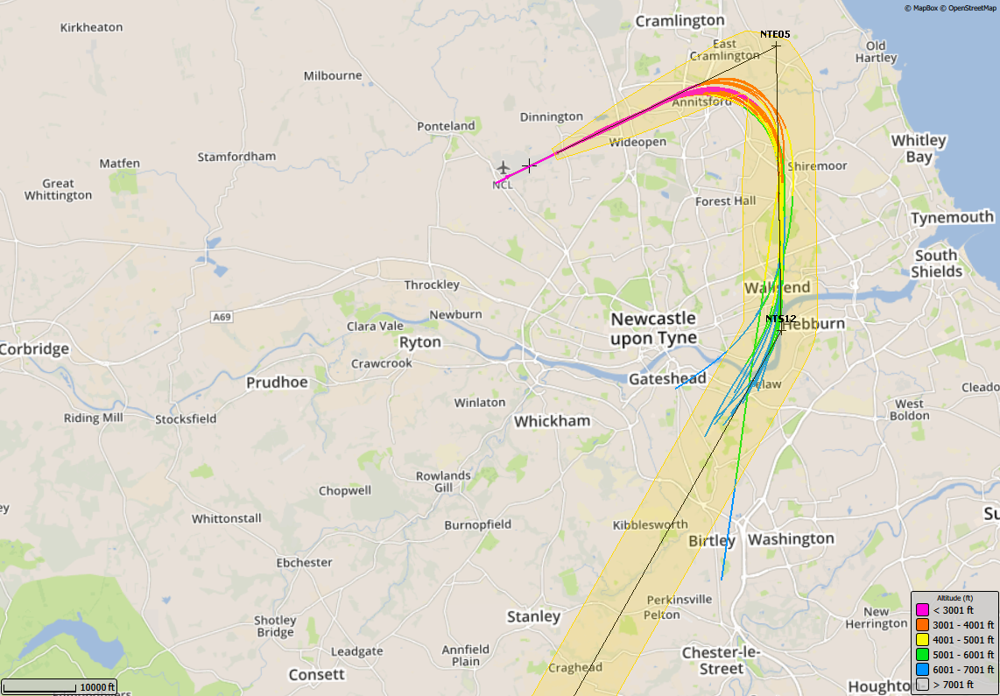 © MapBox © OpenStreetMap
Cramlington
Kirkheaton
NTE05
East
Cramlington
Old
Hartley
Milbourne
Annitsford
Dinnington
Ponteland
Wideopen
Whitley
Bay
Stamfordham
Matfen
Shiremoor
NCL
Great
Whittington
Forest Hall
Tynemouth
South
Shields
Throckley
Wallsend
A69
Newburn
Newcastle
upon Tyne
NTS12
Hebburn
Clara Vale
Ryton
Corbridge
Crawcrook
Prudhoe
Gateshead
elaw
Cleado
Winlaton
West
Boldon
Riding Mill
Stocksfield
Whickham
Rowlands
Gill
Chopwell
ey
Su
Whittonstall
Burnopfield
Kibblesworth
Birtley
Washington
Ebchester
Perkinsville
Pelton
Stanley
New
Herrington
Shotley
Bridge
Leadgate
Annfield
Plain
Chester-le-
Street
Craghead
Consett
Houghton
Altitude (ft)
< 3001 ft
3001 - 4001 ft
4001 - 5001 ft
5001 - 6001 ft
6001 - 7001 ft
> 7001 ft
10000 ft